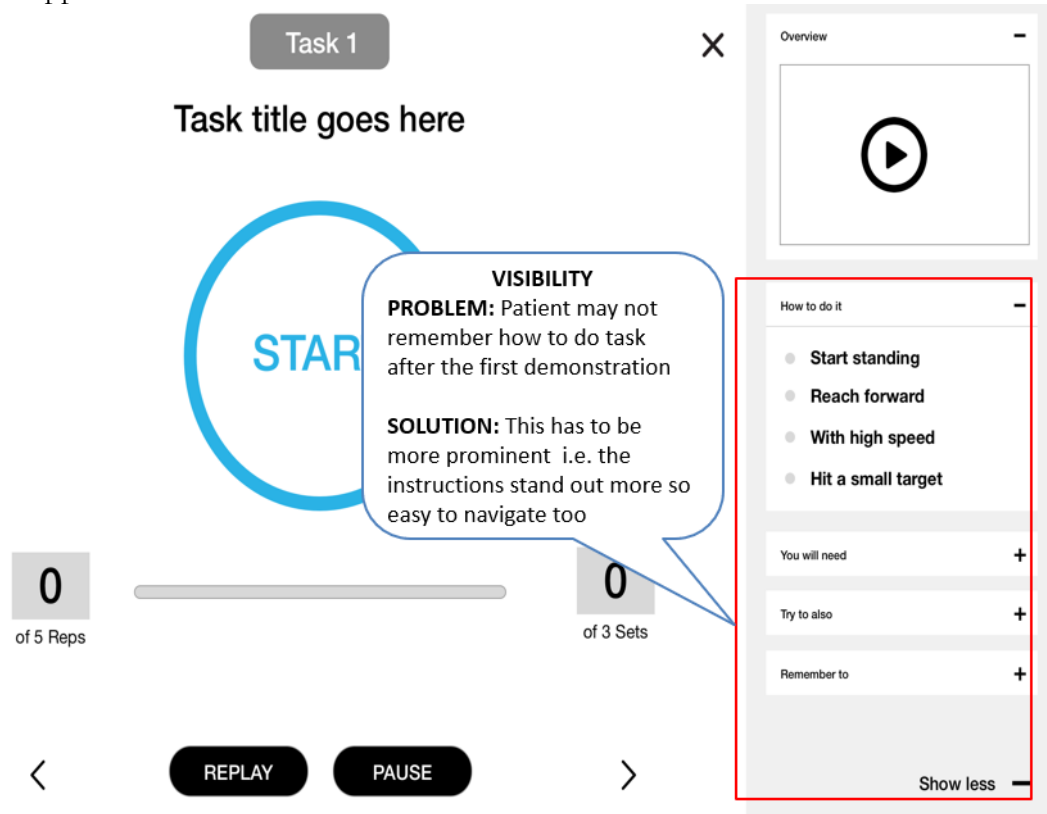 Task 1
Task title goes here
STAR
VISIBILITY
PROBLEM: Patient may not
remember how to do task
after the first demonstration
SOLUTION: This has to be
more prominent i.e. the
instructions stand out more so
easy to navigate too
0
of 5 Reps
0
of 3 Sets
REPLAY
PAUSE
Overview
How to do it
Start standing
Reach forward
With high speed
Hit a small target
You will need
Try to also
Remember to
Show less